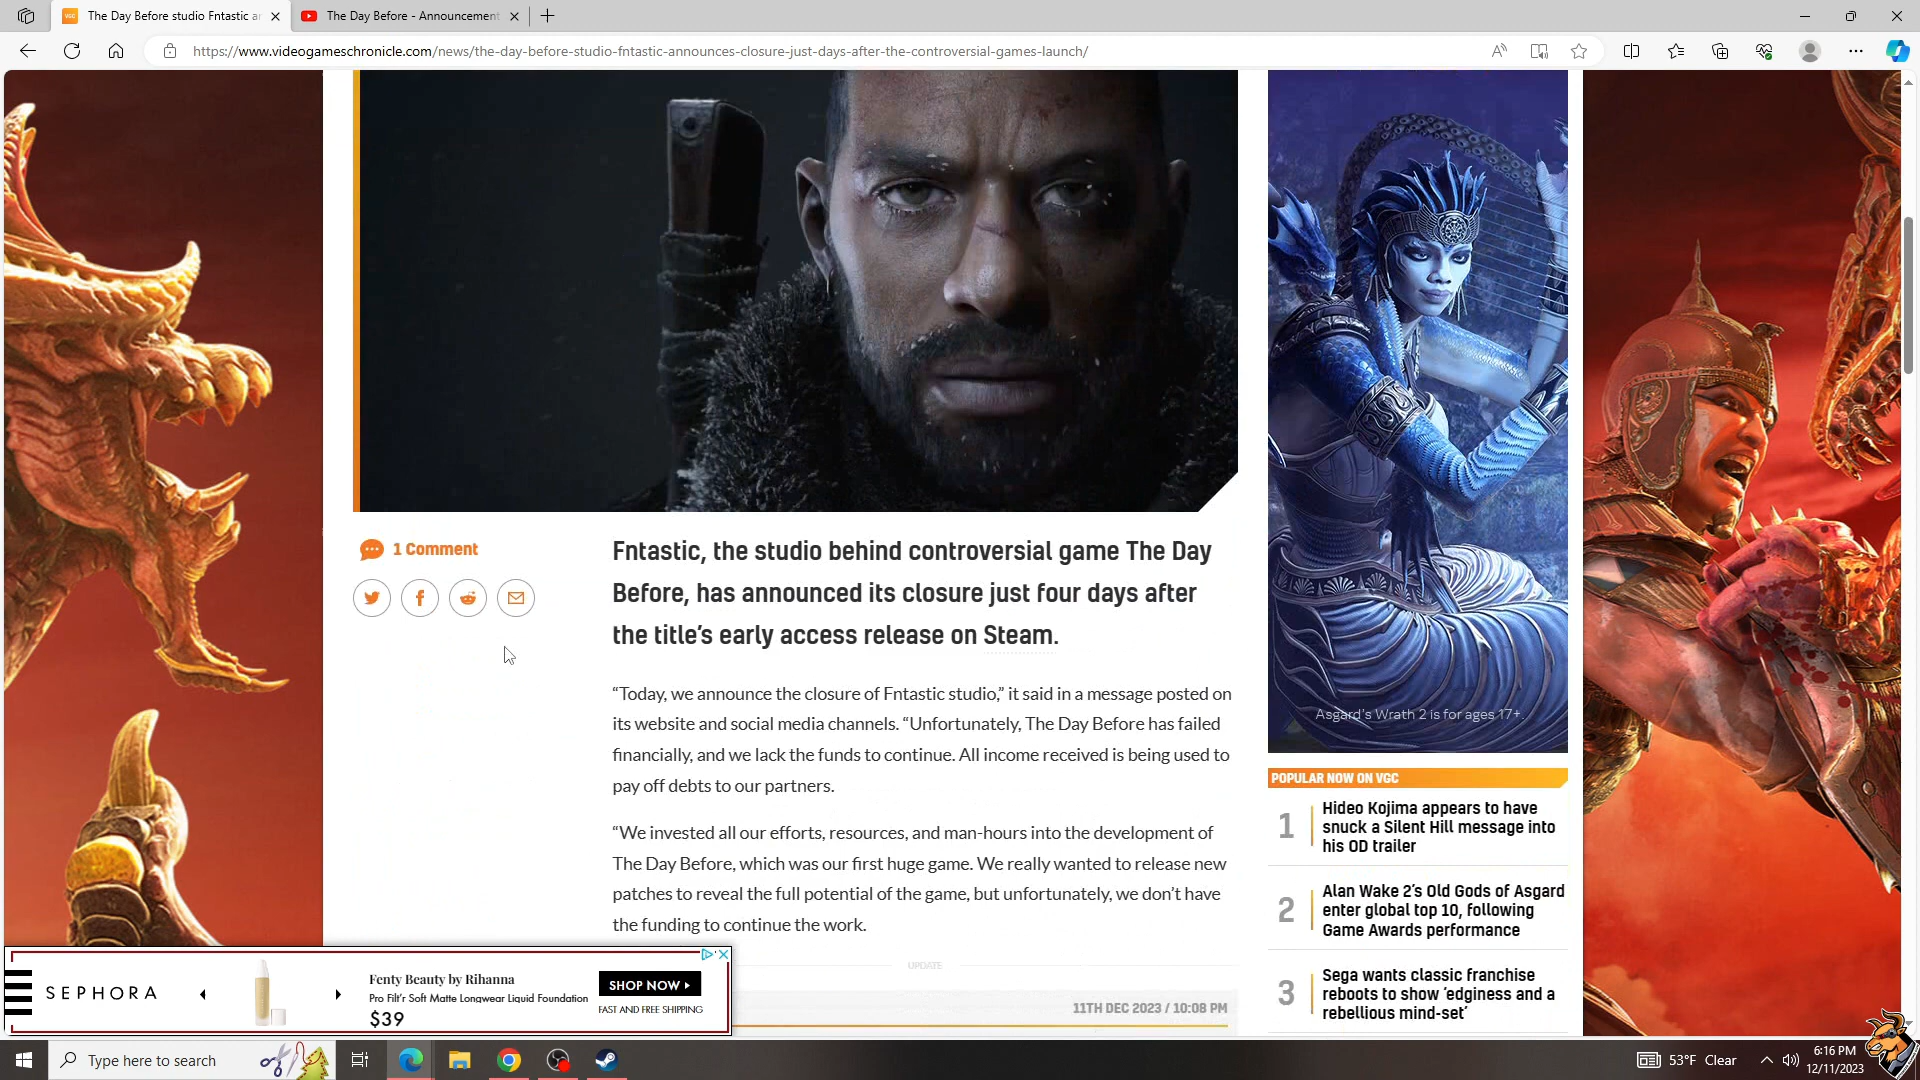 The Day Before studio Fntastic an
The Day Before - Announcement
https://www.videogameschronicle.com/news/the-day-before-studio-fntastic-announces-closure-just-days-after-the-controversial-games-launch/
1 Comment
Fntastic, the studio behind controversial game The Day
Before, has announced its closure just four days after
the title’s early access release on Steam.
“Today, we announce the closure of Fntastic studio,” it said in a message posted on
its website and social media channels. “Unfortunately, The Day Before has failed
financially, and we lack the funds to continue. All income received is being used to
pay off debts to our partners.
“We invested all our efforts, resources, and man-hours into the development of
The Day Before, which was our first huge game. We really wanted to release new
patches to reveal the full potential of the game, but unfortunately, we don’t have
the funding to continue the work.
UPDATE
11TH DEC 2023 / 10:08 PM
Asgard's Wrath 2 is for ages 17+.
POPULAR NOW ON VGC
1
Hideo Kojima appears to have
snuck a Silent Hill message into
his OD trailer
2
Alan Wake 2’s Old Gods of Asgard
enter global top 10, following
Game Awards performance
3
Sega wants classic franchise
reboots to show ‘edginess and a
rebellious mind-set’
SEPHORA
Fenty Beauty by Rihanna
Pro Filt'r Soft Matte Longwear Liquid Foundation
$39
SHOP NOW
FAST AND FREE SHIPPING
Type here to search
53°F Clear
6:16 PM
12/11/2023